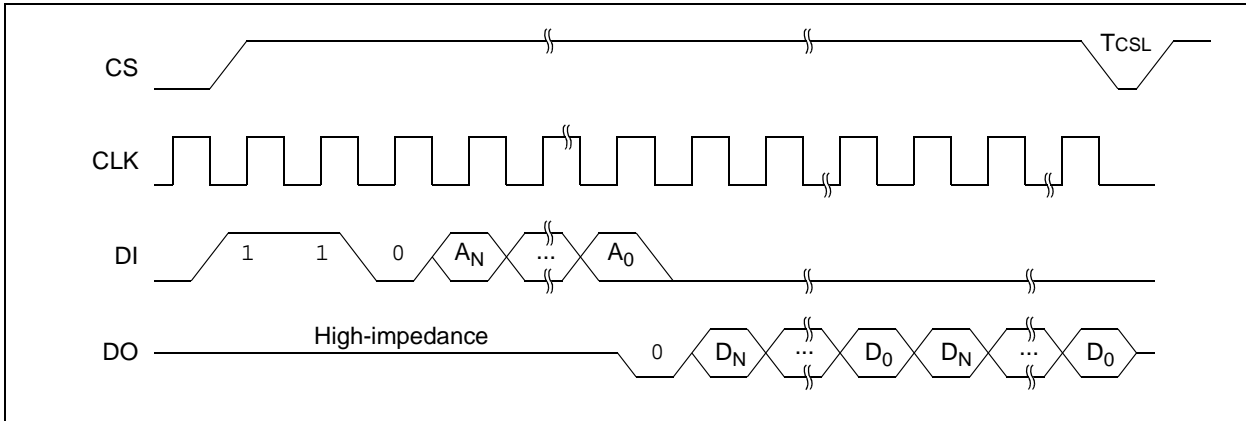 CS TCSL
CLK
DI 1 1 0 AN ... A0
High-impedance
DO 0 DN ... D0 DN ... D0